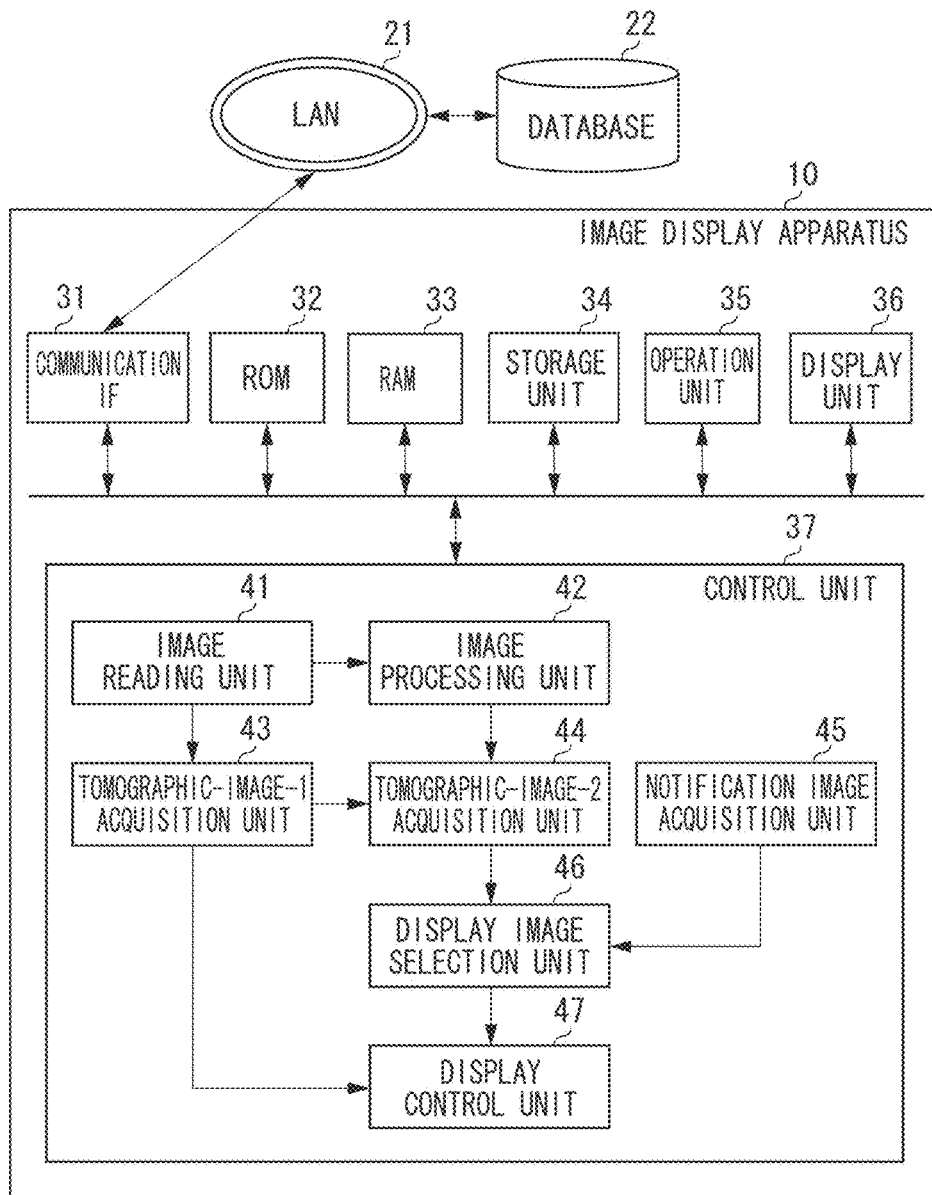 21
22
LAN
DATABASE
10
IMAGE DISPLAY APPARATUS
31
32
33
34
35
36
COMMUNICATION
IF
ROM
RAM
STORAGE
UNIT
OPERATION
UNIT
DISPLAY
UNIT
37
CONTROL UNIT
41
42
IMAGE
READING UNIT
IMAGE
PROCESSING UNIT
43
44
45
TOMOGRAPHIC-IMAGE-1
ACQUISITION UNIT
TOMOGRAPHIC-IMAGE-2
ACQUISITION UNIT
NOTIFICATION IMAGE
ACQUISITION UNIT
46
DISPLAY IMAGE
SELECTION UNIT
47
DISPLAY
CONTROL UNIT